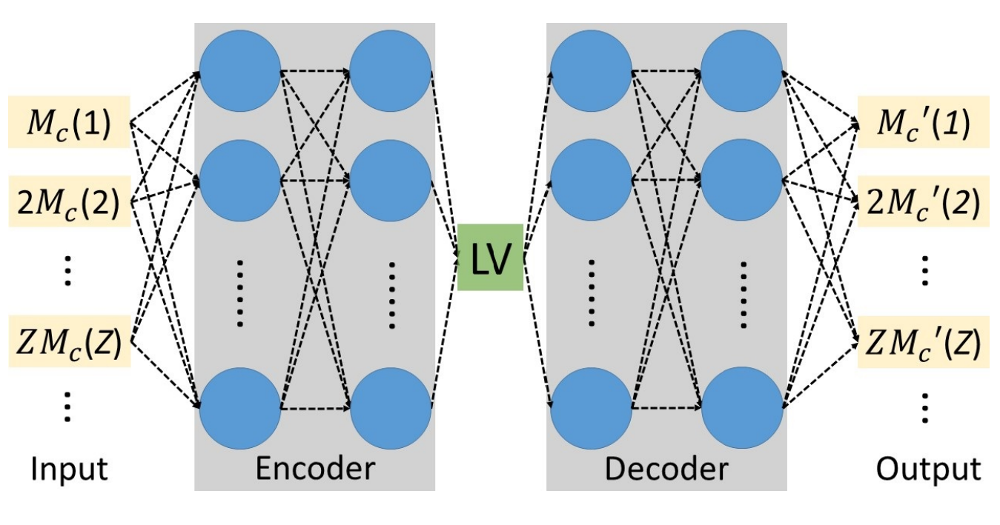 M_c(1)
2M_c(2)
⋮
ZM_c(Z)
⋮
Input
Encoder
LV
Decoder
M_c'(1)
2M_c'(2)
⋮
ZM_c'(Z)
⋮
Output